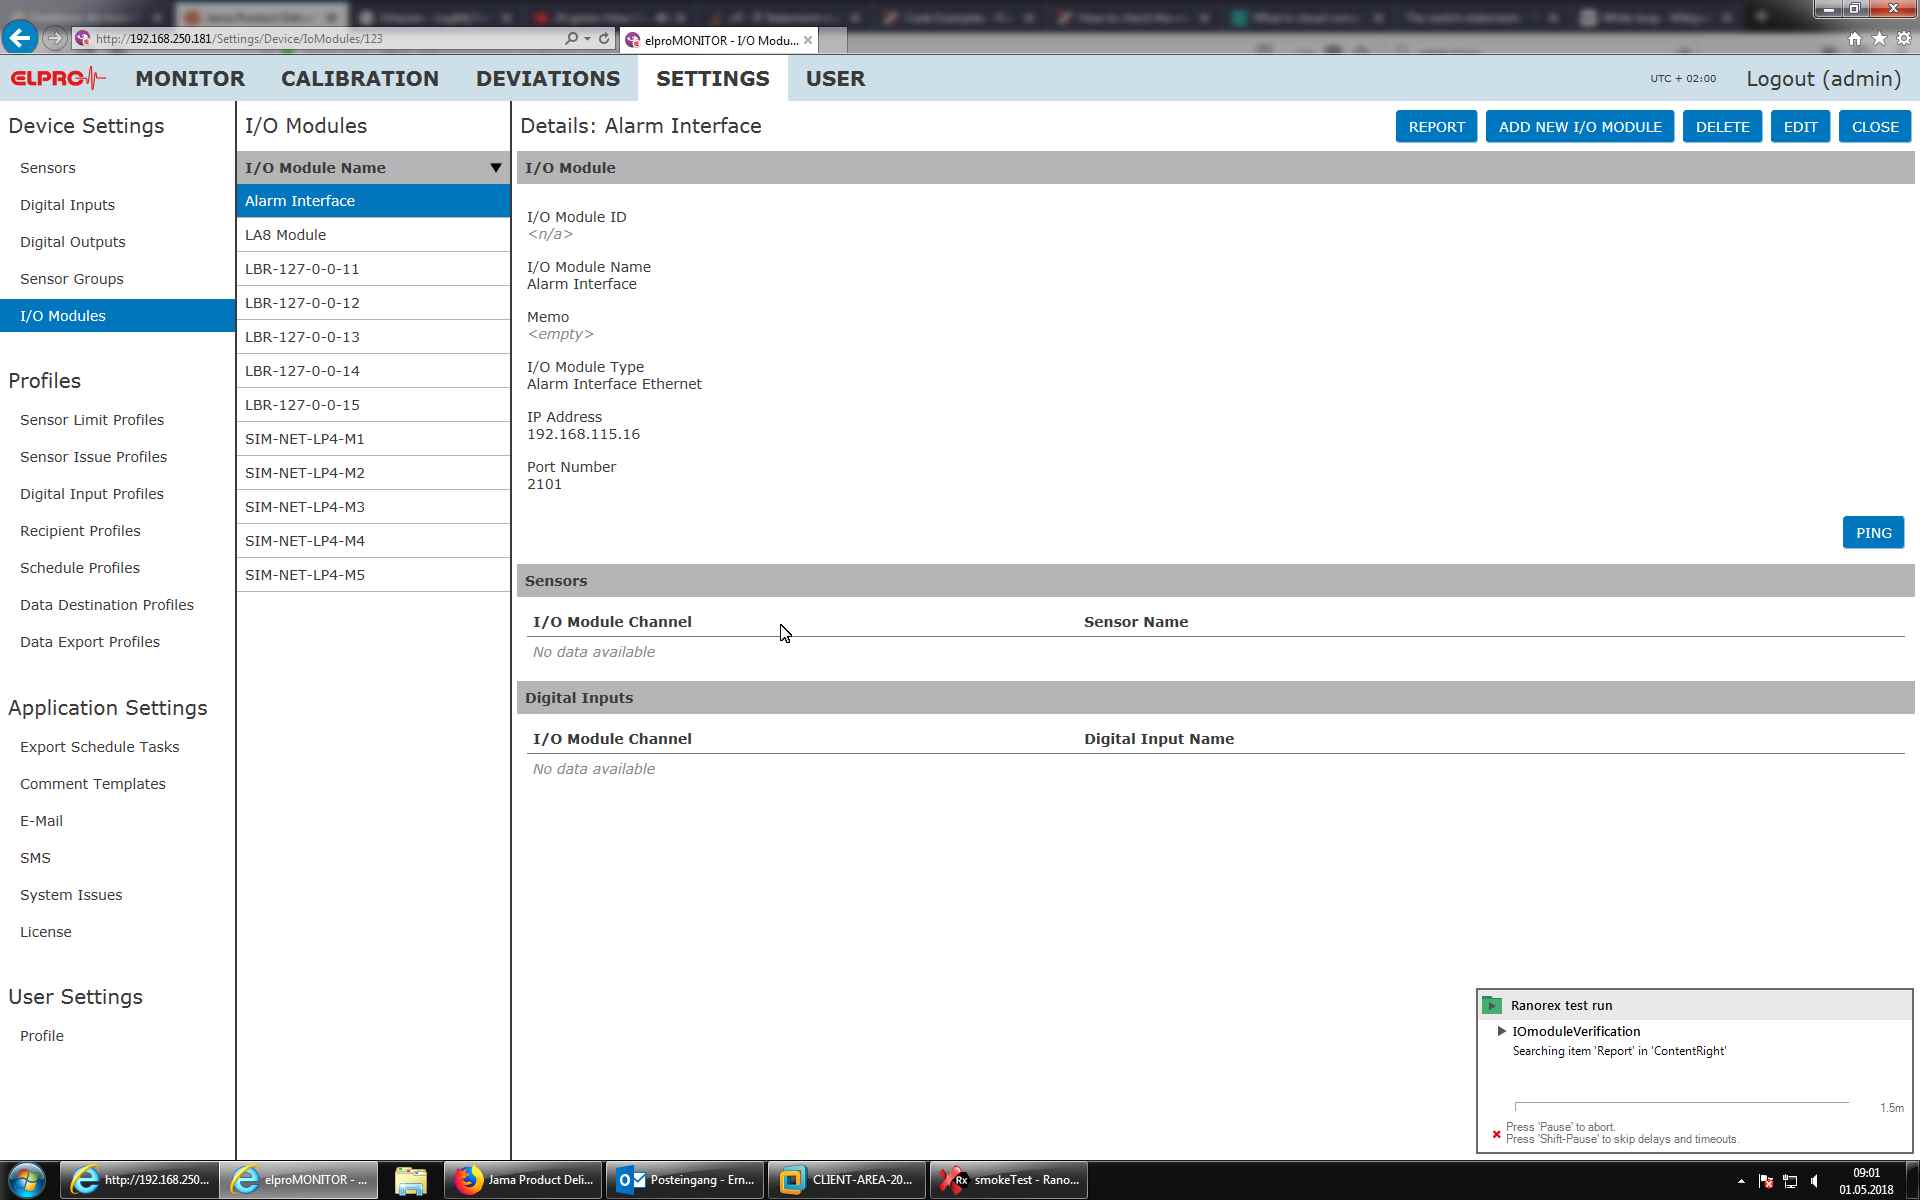 http://192.168.250.181/Settings/Device/IoModules/123
elproMONITOR - I/O Modu...
ELPRO
MONITOR
CALIBRATION
DEVIATIONS
SETTINGS
USER
UTC + 02:00
Logout (admin)
Device Settings
Sensors
Digital Inputs
Digital Outputs
Sensor Groups
I/O Modules
Profiles
Sensor Limit Profiles
Sensor Issue Profiles
Digital Input Profiles
Recipient Profiles
Schedule Profiles
Data Destination Profiles
Data Export Profiles
Application Settings
Export Schedule Tasks
Comment Templates
E-Mail
SMS
System Issues
License
User Settings
Profile
I/O Modules
I/O Module Name
Alarm Interface
LA8 Module
LBR-127-0-0-11
LBR-127-0-0-12
LBR-127-0-0-13
LBR-127-0-0-14
LBR-127-0-0-15
SIM-NET-LP4-M1
SIM-NET-LP4-M2
SIM-NET-LP4-M3
SIM-NET-LP4-M4
SIM-NET-LP4-M5
Details: Alarm Interface
REPORT
ADD NEW I/O MODULE
DELETE
EDIT
CLOSE
I/O Module
I/O Module ID
<n/a>
I/O Module Name
Alarm Interface
Memo
<empty>
I/O Module Type
Alarm Interface Ethernet
IP Address
192.168.115.16
Port Number
2101
PING
Sensors
I/O Module Channel
Sensor Name
No data available
Digital Inputs
I/O Module Channel
Digital Input Name
No data available
Ranorex test run
IOmoduleVerification
Searching item 'Report' in 'ContentRight'
1.5m
Press 'Pause' to abort.
Press 'Shift-Pause' to skip delays and timeouts.
http://192.168.250...
elproMONITOR - ...
Jama Product Deli...
Posteingang - Ern...
CLIENT-AREA-20...
Rx
smokeTest - Rano...
09:01
01.05.2018